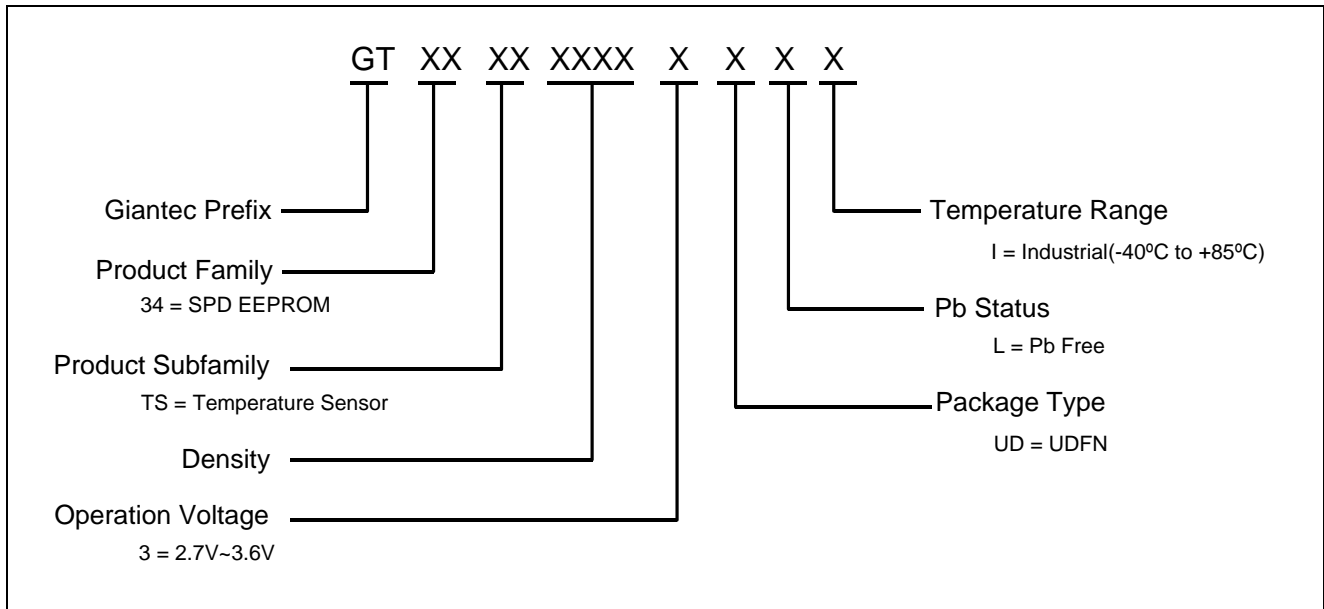 GT XX XX XXXX X X X X
Giantec Prefix
Product Family
34 = SPD EEPROM
Product Subfamily
TS = Temperature Sensor
Density
Operation Voltage
3 = 2.7V~3.6V
Temperature Range
I = Industrial(-40ºC to +85ºC)
Pb Status
L = Pb Free
Package Type
UD = UDFN